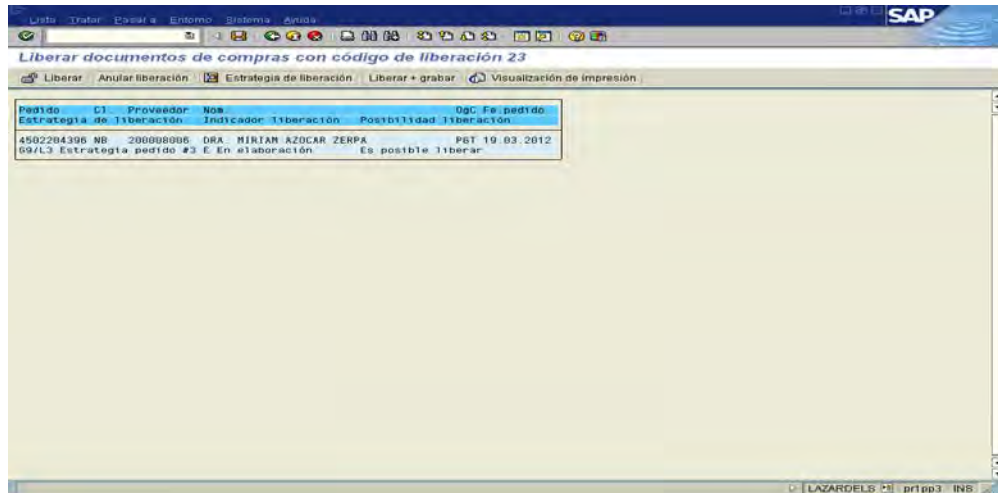 Lista Tratar Pasar a Entorno Sistema Ayuda
SAP
Liberar documentos de compras con código de liberación 23
Liberar Anular liberación Estrategia de liberación Liberar + grabar Visualización de impresión
Pedido Cl. Proveedor Nom. OgC Fe.pedido
Estrategia de liberación Indicador liberación Posibilidad liberación
4502204396 NB 200008006 DRA. MIRIAM AZOCAR ZERPA PGT 19.03.2012
G9/L3 Estrategia pedido #3 E En elaboración Es posible liberar
LAZARDELS pr1pp3 INS